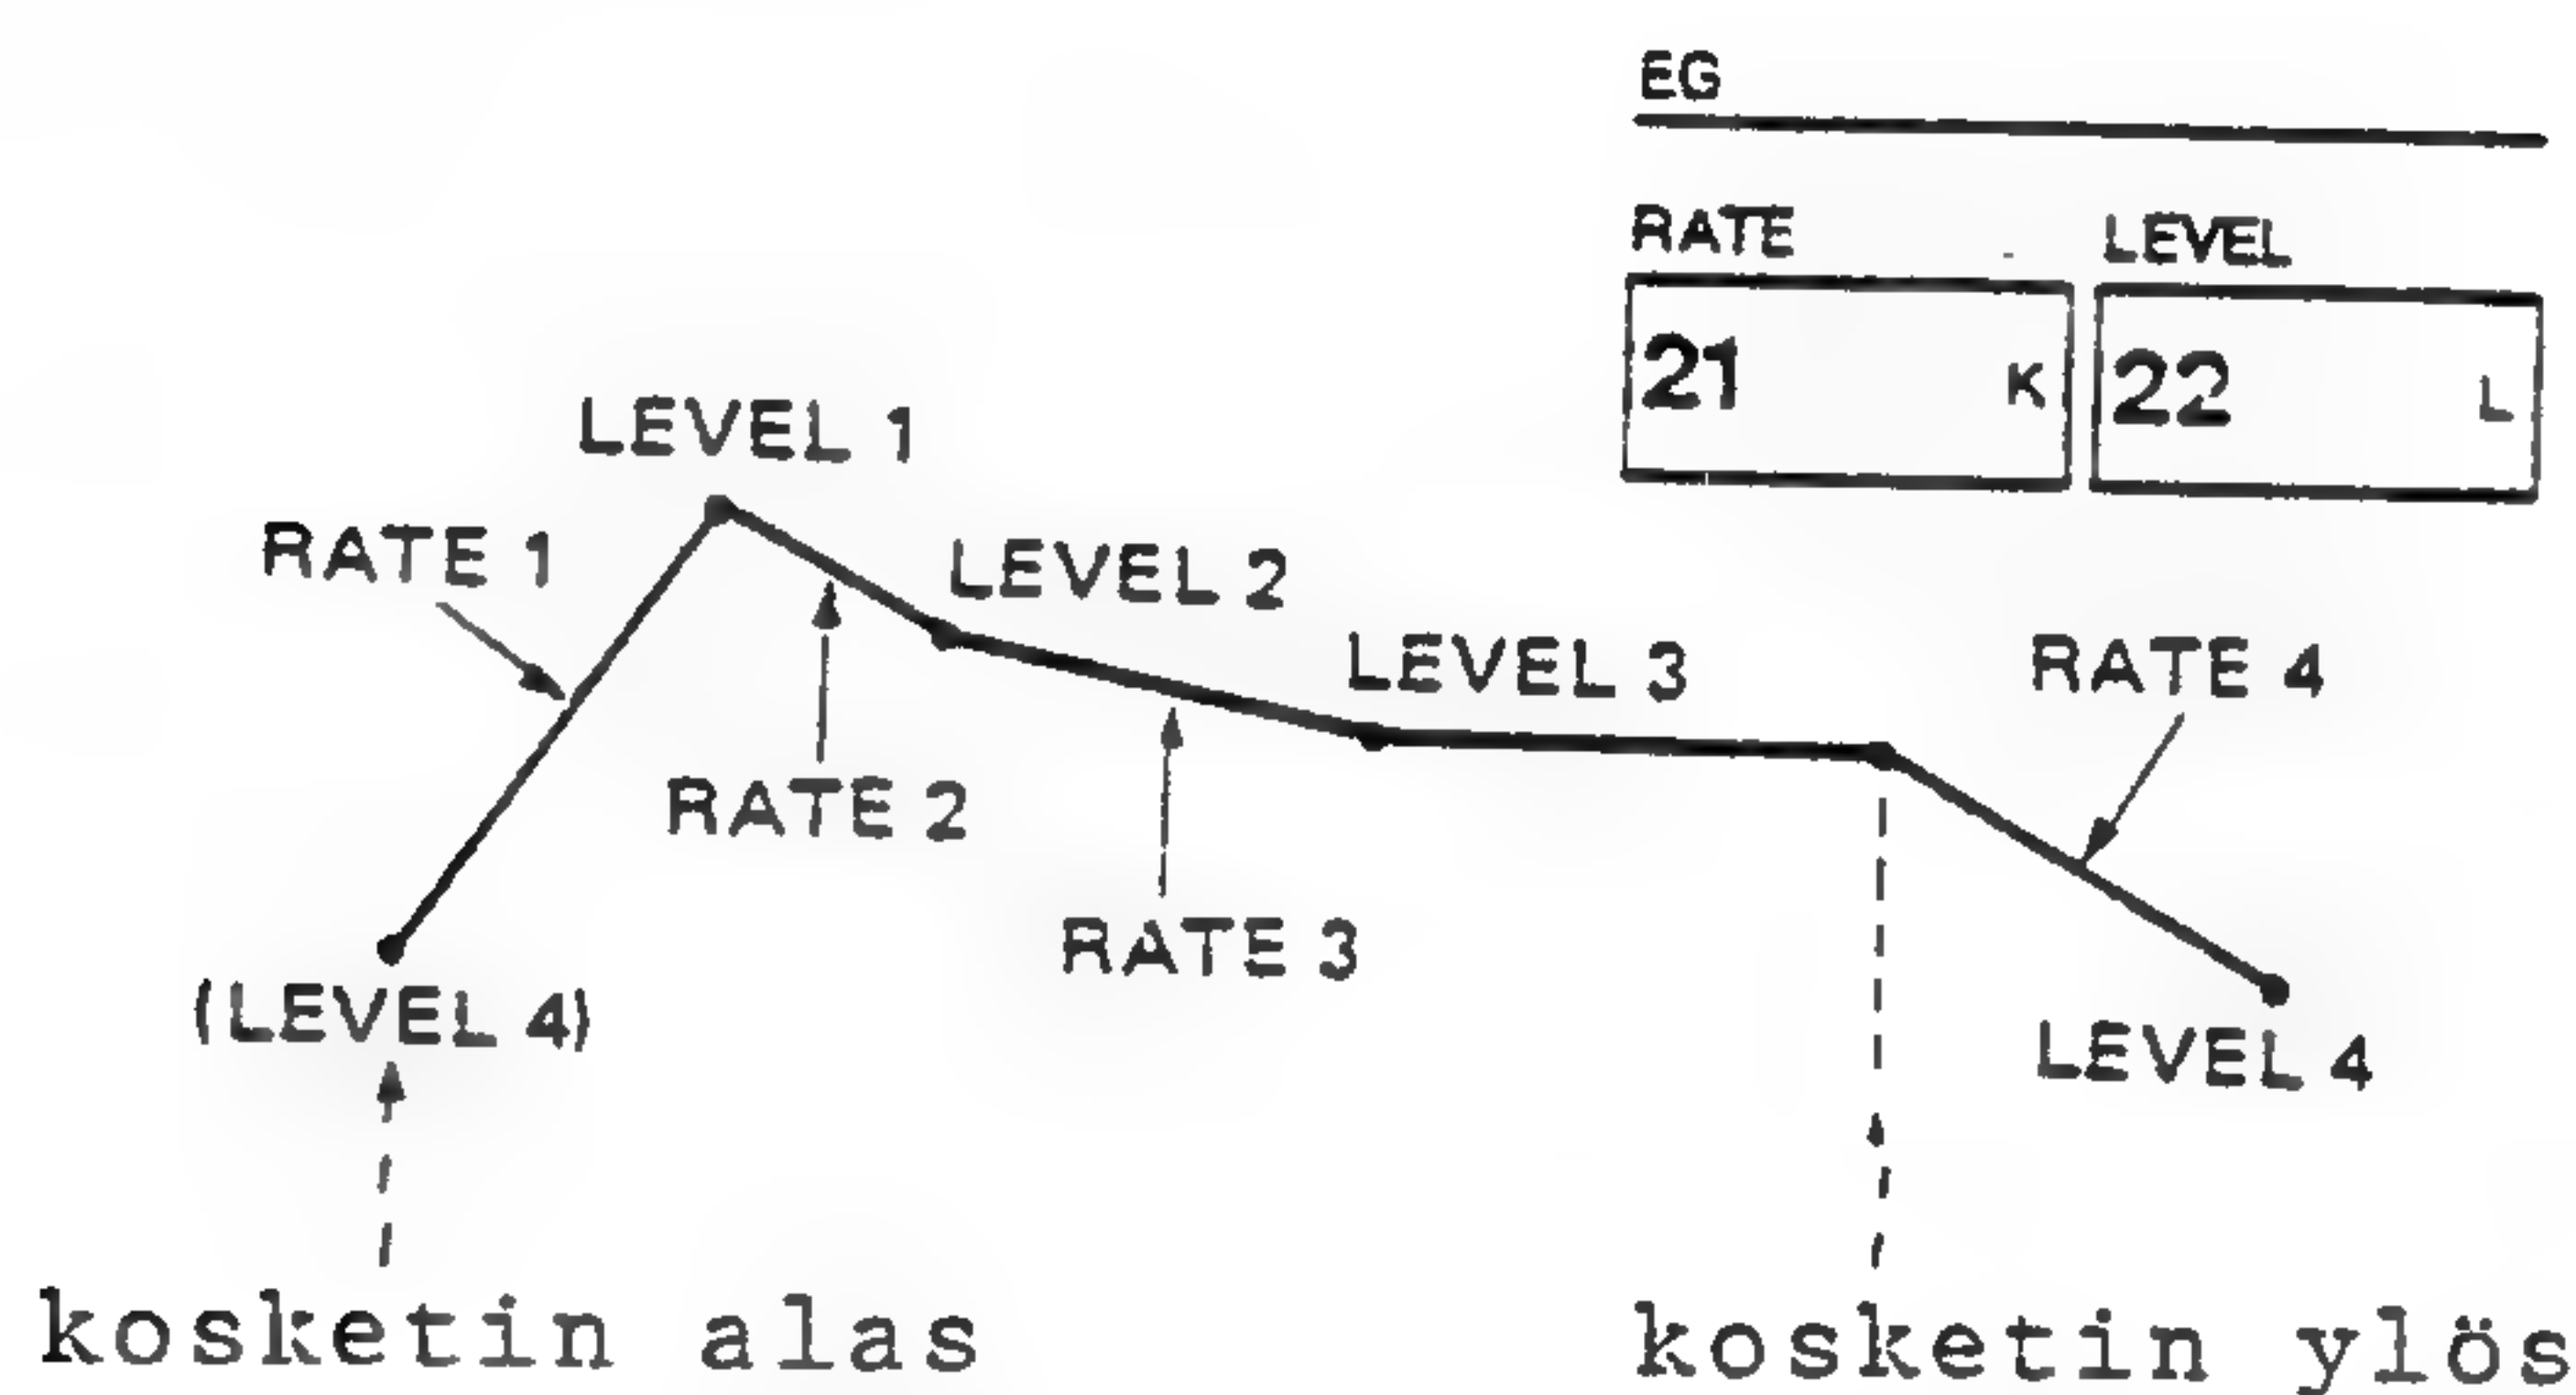 EG
RATE LEVEL
21 K 22 L
LEVEL 1
RATE 1
LEVEL 2
LEVEL 3
RATE 4
RATE 2
RATE 3
(LEVEL 4)
LEVEL 4
kosketin alas
kosketin ylös